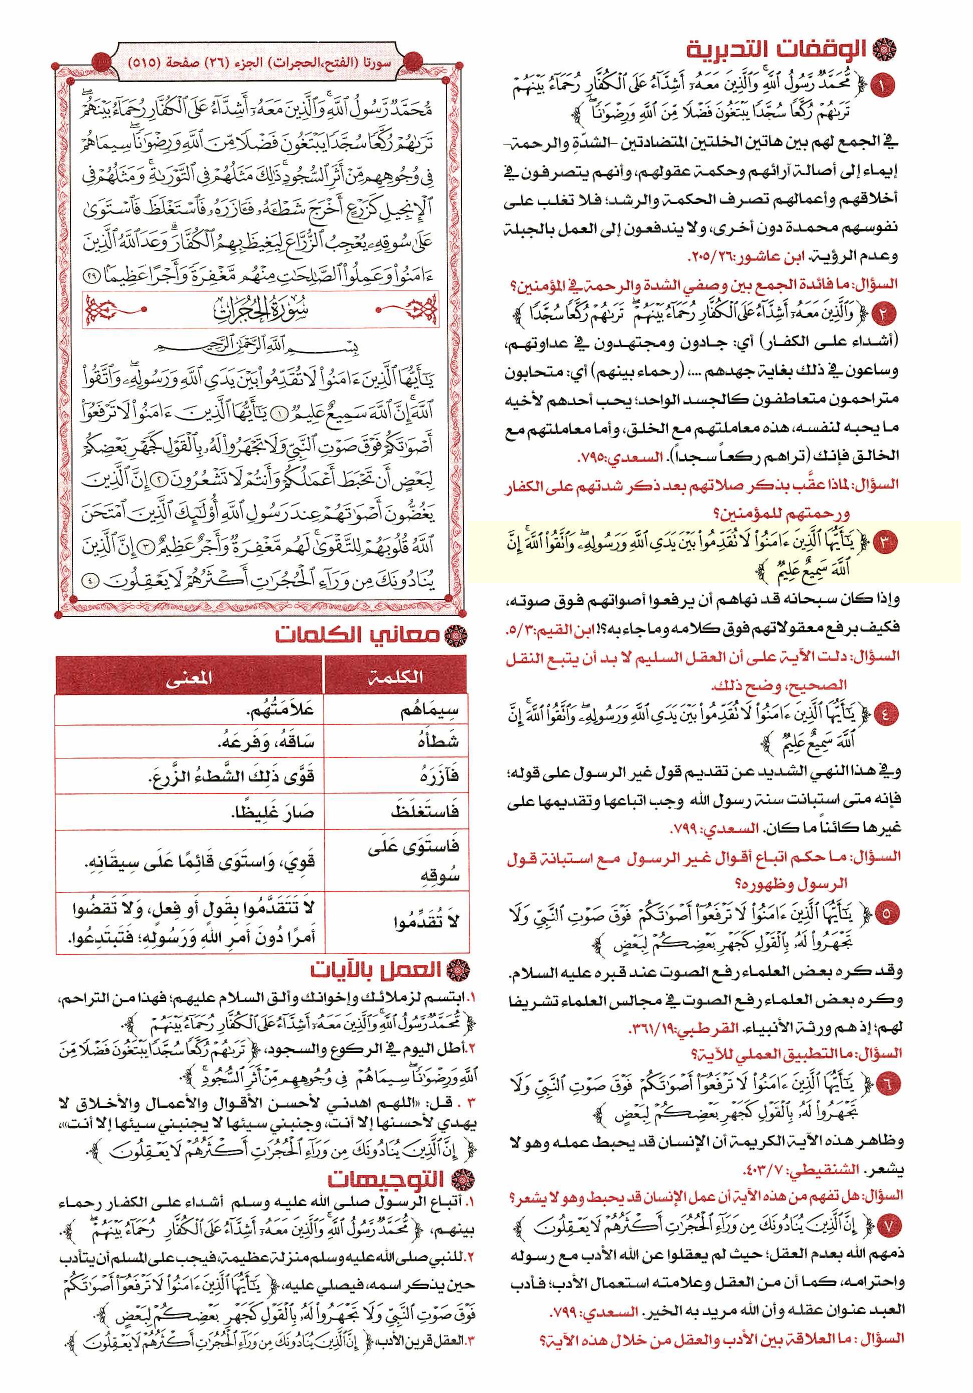 الوقفات التدبرية
١ ﴿ مُّحَمَّدٌ رَّسُولُ ٱللَّهِ ۚ وَٱلَّذِينَ مَعَهُۥٓ أَشِدَّآءُ عَلَى ٱلْكُفَّارِ رُحَمَآءُ بَيْنَهُمْ ۖ
تَرَىٰهُمْ رُكَّعًا سُجَّدًا يَبْتَغُونَ فَضْلًا مِّنَ ٱللَّهِ وَرِضْوَٰنًا ﴾
في الجمع لهم بين هاتين الخلتين المتضادتين -الشدّة والرحمة-
إيماء إلى أصالة آرائهم وحكمة عقولهم، وأنهم يتصرفون في
أخلاقهم وأعمالهم تصرف الحكمة والرشد؛ فلا تغلب على
نفوسهم محمدة دون أخرى، ولا يندفعون إلى العمل بالجبلة
وعدم الرؤية. ابن عاشور: ٢٠٥/٢٦.
السؤال: ما فائدة الجمع بين وصفي الشدة والرحمة في المؤمنين؟
٢ ﴿ وَٱلَّذِينَ مَعَهُۥٓ أَشِدَّآءُ عَلَى ٱلْكُفَّارِ رُحَمَآءُ بَيْنَهُمْ ۖ تَرَىٰهُمْ رُكَّعًا سُجَّدًا ﴾
(أشداء على الكفار) أي: جادون ومجتهدون في عداوتهم،
وساعون في ذلك بغاية جهدهم ...، (رحماء بينهم) أي: متحابون
متراحمون متعاطفون كالجسد الواحد؛ يحب أحدهم لأخيه
ما يحبه لنفسه، هذه معاملتهم مع الخلق، وأما معاملتهم مع
الخالق فإنك (تراهم ركعاً سجداً). السعدي: ٧٩٥.
السؤال: لماذا عقَّب بذكر صلاتهم بعد ذكر شدتهم على الكفار
ورحمتهم للمؤمنين؟
٣ ﴿ يَٰٓأَيُّهَا ٱلَّذِينَ ءَامَنُوا۟ لَا تُقَدِّمُوا۟ بَيْنَ يَدَىِ ٱللَّهِ وَرَسُولِهِۦ ۖ وَٱتَّقُوا۟ ٱللَّهَ ۚ إِنَّ
ٱللَّهَ سَمِيعٌ عَلِيمٌ ﴾
وإذا كان سبحانه قد نهاهم أن يرفعوا أصواتهم فوق صوته،
فكيف برفع معقولاتهم فوق كلامه وما جاء به؟! ابن القيم: ٥/٣.
السؤال: دلت الآية على أن العقل السليم لا بد أن يتبع النقل
الصحيح، وضح ذلك.
٤ ﴿ يَٰٓأَيُّهَا ٱلَّذِينَ ءَامَنُوا۟ لَا تُقَدِّمُوا۟ بَيْنَ يَدَىِ ٱللَّهِ وَرَسُولِهِۦ ۖ وَٱتَّقُوا۟ ٱللَّهَ ۚ إِنَّ
ٱللَّهَ سَمِيعٌ عَلِيمٌ ﴾
وفي هذا النهي الشديد عن تقديم قول غير الرسول على قوله؛
فإنه متى استبانت سنة رسول الله وجب اتباعها وتقديمها على
غيرها كائناً ما كان. السعدي: ٧٩٩.
السؤال: ما حكم اتباع أقوال غير الرسول مع استبانة قول
الرسول وظهوره؟
٥ ﴿ يَٰٓأَيُّهَا ٱلَّذِينَ ءَامَنُوا۟ لَا تَرْفَعُوٓا۟ أَصْوَٰتَكُمْ فَوْقَ صَوْتِ ٱلنَّبِىِّ وَلَا
تَجْهَرُوا۟ لَهُۥ بِٱلْقَوْلِ كَجَهْرِ بَعْضِكُمْ لِبَعْضٍ ﴾
وقد كره بعض العلماء رفع الصوت عند قبره عليه السلام.
وكره بعض العلماء رفع الصوت في مجالس العلماء تشريفا
لهم؛ إذ هم ورثة الأنبياء. القرطبي: ٣٦١/١٩.
السؤال: ما التطبيق العملي للآية؟
٦ ﴿ يَٰٓأَيُّهَا ٱلَّذِينَ ءَامَنُوا۟ لَا تَرْفَعُوٓا۟ أَصْوَٰتَكُمْ فَوْقَ صَوْتِ ٱلنَّبِىِّ وَلَا
تَجْهَرُوا۟ لَهُۥ بِٱلْقَوْلِ كَجَهْرِ بَعْضِكُمْ لِبَعْضٍ ﴾
وظاهر هذه الآية الكريمة أن الإنسان قد يحبط عمله وهو لا
يشعر. الشنقيطي: ٤٠٣/٧.
السؤال: هل تفهم من هذه الآية أن عمل الإنسان قد يحبط وهو لا يشعر؟
٧ ﴿ إِنَّ ٱلَّذِينَ يُنَادُونَكَ مِن وَرَآءِ ٱلْحُجُرَٰتِ أَكْثَرُهُمْ لَا يَعْقِلُونَ ﴾
ذمهم الله بعدم العقل؛ حيث لم يعقلوا عن الله الأدب مع رسوله
واحترامه، كما أن من العقل وعلامته استعمال الأدب؛ فأدب
العبد عنوان عقله وأن الله مريد به الخير. السعدي: ٧٩٩.
السؤال: ما العلاقة بين الأدب والعقل من خلال هذه الآية؟
سورتا (الفتح،الحجرات) الجزء (٢٦) صفحة (٥١٥)
مُّحَمَّدٌ رَّسُولُ ٱللَّهِ ۚ وَٱلَّذِينَ مَعَهُۥٓ أَشِدَّآءُ عَلَى ٱلْكُفَّارِ رُحَمَآءُ بَيْنَهُمْ ۖ
تَرَىٰهُمْ رُكَّعًا سُجَّدًا يَبْتَغُونَ فَضْلًا مِّنَ ٱللَّهِ وَرِضْوَٰنًا ۖ سِيمَاهُمْ
فِى وُجُوهِهِم مِّنْ أَثَرِ ٱلسُّجُودِ ۚ ذَٰلِكَ مَثَلُهُمْ فِى ٱلتَّوْرَىٰةِ ۚ وَمَثَلُهُمْ فِى
ٱلْإِنجِيلِ كَزَرْعٍ أَخْرَجَ شَطْـَٔهُۥ فَـَٔازَرَهُۥ فَٱسْتَغْلَظَ فَٱسْتَوَىٰ
عَلَىٰ سُوقِهِۦ يُعْجِبُ ٱلزُّرَّاعَ لِيَغِيظَ بِهِمُ ٱلْكُفَّارَ ۗ وَعَدَ ٱللَّهُ ٱلَّذِينَ
ءَامَنُوا۟ وَعَمِلُوا۟ ٱلصَّٰلِحَٰتِ مِنْهُم مَّغْفِرَةً وَأَجْرًا عَظِيمًۢا ٢٩
سُورَةُ الحُجُرَاتِ
بِسْمِ ٱللَّهِ ٱلرَّحْمَٰنِ ٱلرَّحِيمِ
يَٰٓأَيُّهَا ٱلَّذِينَ ءَامَنُوا۟ لَا تُقَدِّمُوا۟ بَيْنَ يَدَىِ ٱللَّهِ وَرَسُولِهِۦ ۖ وَٱتَّقُوا۟
ٱللَّهَ ۚ إِنَّ ٱللَّهَ سَمِيعٌ عَلِيمٌ ١ يَٰٓأَيُّهَا ٱلَّذِينَ ءَامَنُوا۟ لَا تَرْفَعُوٓا۟
أَصْوَٰتَكُمْ فَوْقَ صَوْتِ ٱلنَّبِىِّ وَلَا تَجْهَرُوا۟ لَهُۥ بِٱلْقَوْلِ كَجَهْرِ بَعْضِكُمْ
لِبَعْضٍ أَن تَحْبَطَ أَعْمَٰلُكُمْ وَأَنتُمْ لَا تَشْعُرُونَ ٢ إِنَّ ٱلَّذِينَ
يَغُضُّونَ أَصْوَٰتَهُمْ عِندَ رَسُولِ ٱللَّهِ أُو۟لَٰٓئِكَ ٱلَّذِينَ ٱمْتَحَنَ
ٱللَّهُ قُلُوبَهُمْ لِلتَّقْوَىٰ ۚ لَهُم مَّغْفِرَةٌ وَأَجْرٌ عَظِيمٌ ٣ إِنَّ ٱلَّذِينَ
يُنَادُونَكَ مِن وَرَآءِ ٱلْحُجُرَٰتِ أَكْثَرُهُمْ لَا يَعْقِلُونَ ٤
معاني الكلمات
الكلمة المعنى
سِيمَاهُم عَلَامَتُهُم.
شَطأَهُ سَاقَهُ، وَفَرعَهُ.
فَآزَرَهُ قَوَّى ذَلِكَ الشَّطءُ الزَّرعَ.
فَاستَغلَظَ صَارَ غَلِيظًا.
فَاستَوَى عَلَى
سُوقِهِ قَوِيَ، وَاستَوَى قَائِمًا عَلَى سِيقَانِهِ.
لَا تُقَدِّمُوا لَا تَتَقَدَّمُوا بِقَولٍ أَو فِعلٍ، وَلَا تَقضُوا
أَمرًا دُونَ أَمرِ اللهِ وَرَسُولِهِ؛ فَتَبتَدِعُوا.
العمل بالآيات
١. ابتسم لزملائك وإخوانك وألق السلام عليهم؛ فهذا من التراحم،
﴿ مُّحَمَّدٌ رَّسُولُ ٱللَّهِ ۚ وَٱلَّذِينَ مَعَهُۥٓ أَشِدَّآءُ عَلَى ٱلْكُفَّارِ رُحَمَآءُ بَيْنَهُمْ ﴾.
٢. أطل اليوم في الركوع والسجود، ﴿ تَرَىٰهُمْ رُكَّعًا سُجَّدًا يَبْتَغُونَ فَضْلًا مِّنَ
ٱللَّهِ وَرِضْوَٰنًا ۖ سِيمَاهُمْ فِى وُجُوهِهِم مِّنْ أَثَرِ ٱلسُّجُودِ ۚ ﴾.
٣. قل: «اللهم اهدني لأحسن الأقوال والأعمال والأخلاق لا
يهدي لأحسنها إلا أنت، وجنبني سيئها لا يجنبني سيئها إلا أنت»،
﴿ إِنَّ ٱلَّذِينَ يُنَادُونَكَ مِن وَرَآءِ ٱلْحُجُرَٰتِ أَكْثَرُهُمْ لَا يَعْقِلُونَ ﴾.
التوجيهات
١. أتباع الرسول صلى الله عليه وسلم أشداء على الكفار رحماء
بينهم، ﴿ مُّحَمَّدٌ رَّسُولُ ٱللَّهِ ۚ وَٱلَّذِينَ مَعَهُۥٓ أَشِدَّآءُ عَلَى ٱلْكُفَّارِ رُحَمَآءُ بَيْنَهُمْ ۖ ﴾.
٢. للنبي صلى الله عليه وسلم منزلة عظيمة، فيجب على المسلم أن يتأدب
حين يذكر اسمه، فيصلي عليه، ﴿ يَٰٓأَيُّهَا ٱلَّذِينَ ءَامَنُوا۟ لَا تَرْفَعُوٓا۟ أَصْوَٰتَكُمْ
فَوْقَ صَوْتِ ٱلنَّبِىِّ وَلَا تَجْهَرُوا۟ لَهُۥ بِٱلْقَوْلِ كَجَهْرِ بَعْضِكُمْ لِبَعْضٍ ﴾.
٣. العقل قرين الأدب، ﴿ إِنَّ ٱلَّذِينَ يُنَادُونَكَ مِن وَرَآءِ ٱلْحُجُرَٰتِ أَكْثَرُهُمْ لَا يَعْقِلُونَ ﴾.